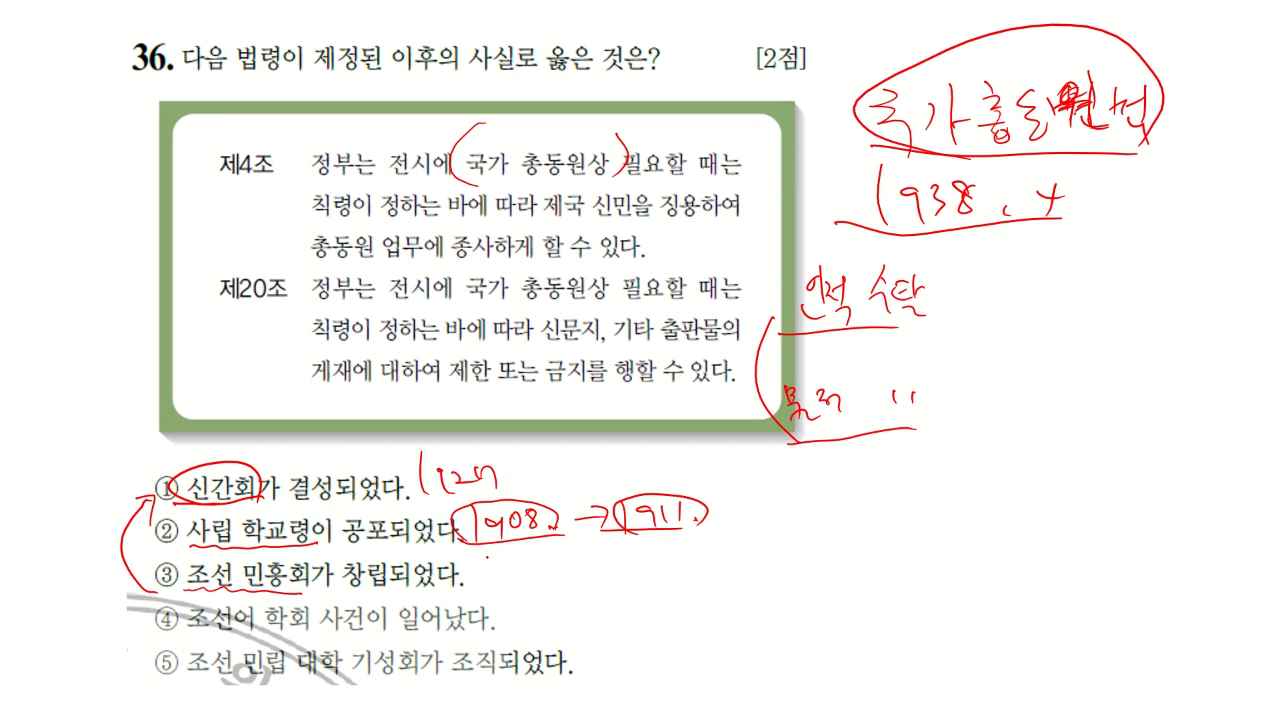 36. 다음 법령이 제정된 이후의 사실로 옳은 것은? [2점]
제4조 정부는 전시에 국가 총동원상 필요할 때는
칙령이 정하는 바에 따라 제국 신민을 징용하여
총동원 업무에 종사하게 할 수 있다.
제20조 정부는 전시에 국가 총동원상 필요할 때는
칙령이 정하는 바에 따라 신문지, 기타 출판물의
게재에 대하여 제한 또는 금지를 행할 수 있다.
국가총동원법
1938. 4
인적 수탈
물적 〃
① 신간회가 결성되었다. 1927
② 사립 학교령이 공포되었다. 1908. → 1911.
③ 조선 민흥회가 창립되었다.
④ 조선어 학회 사건이 일어났다.
⑤ 조선 민립 대학 기성회가 조직되었다.